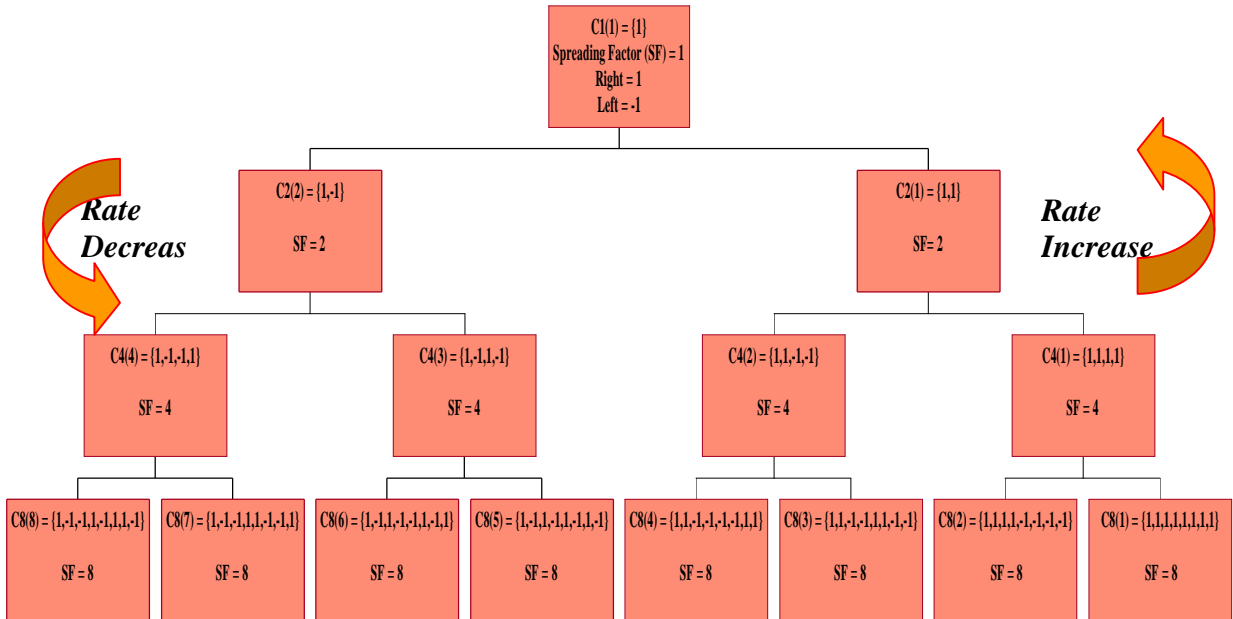 C1(1) = {1}
Spreading Factor (SF) = 1
Right = 1
Left = -1
C2(2) = {1,-1}
SF = 2
C2(1) = {1,1}
SF= 2
Rate
Decreas
Rate
Increase
C4(4) = {1,-1,-1,1}
SF = 4
C4(3) = {1,-1,1,-1}
SF = 4
C4(2) = {1,1,-1,-1}
SF = 4
C4(1) = {1,1,1,1}
SF = 4
C8(8) = {1,-1,-1,1,-1,1,1,-1}
SF = 8
C8(7) = {1,-1,-1,1,1,-1,-1,1}
SF = 8
C8(6) = {1,-1,1,-1,-1,1,-1,1}
SF = 8
C8(5) = {1,-1,1,-1,1,-1,1,-1}
SF = 8
C8(4) = {1,1,-1,-1,-1,-1,1,1}
SF = 8
C8(3) = {1,1,-1,-1,1,1,-1,-1}
SF = 8
C8(2) = {1,1,1,1,-1,-1,-1,-1}
SF = 8
C8(1) = {1,1,1,1,1,1,1,1}
SF = 8